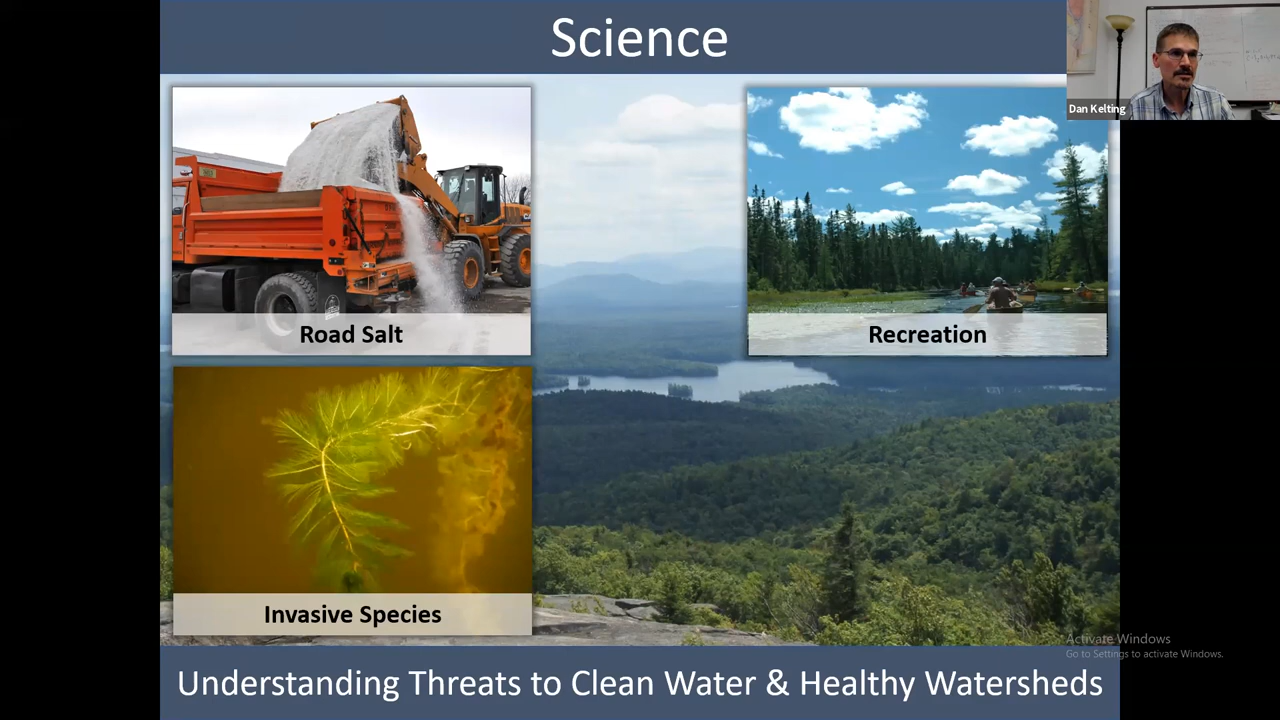 Science
Dan Kelting
Road Salt
Recreation
Invasive Species
Activate Windows
Go to Settings to activate Windows.
Understanding Threats to Clean Water & Healthy Watersheds